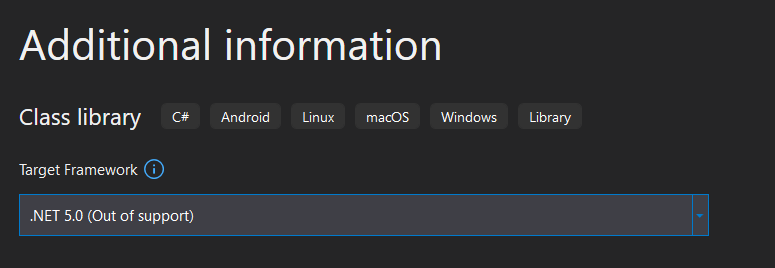 Additional information
Class library C# Android Linux macOS Windows Library
Target Framework
.NET 5.0 (Out of support)